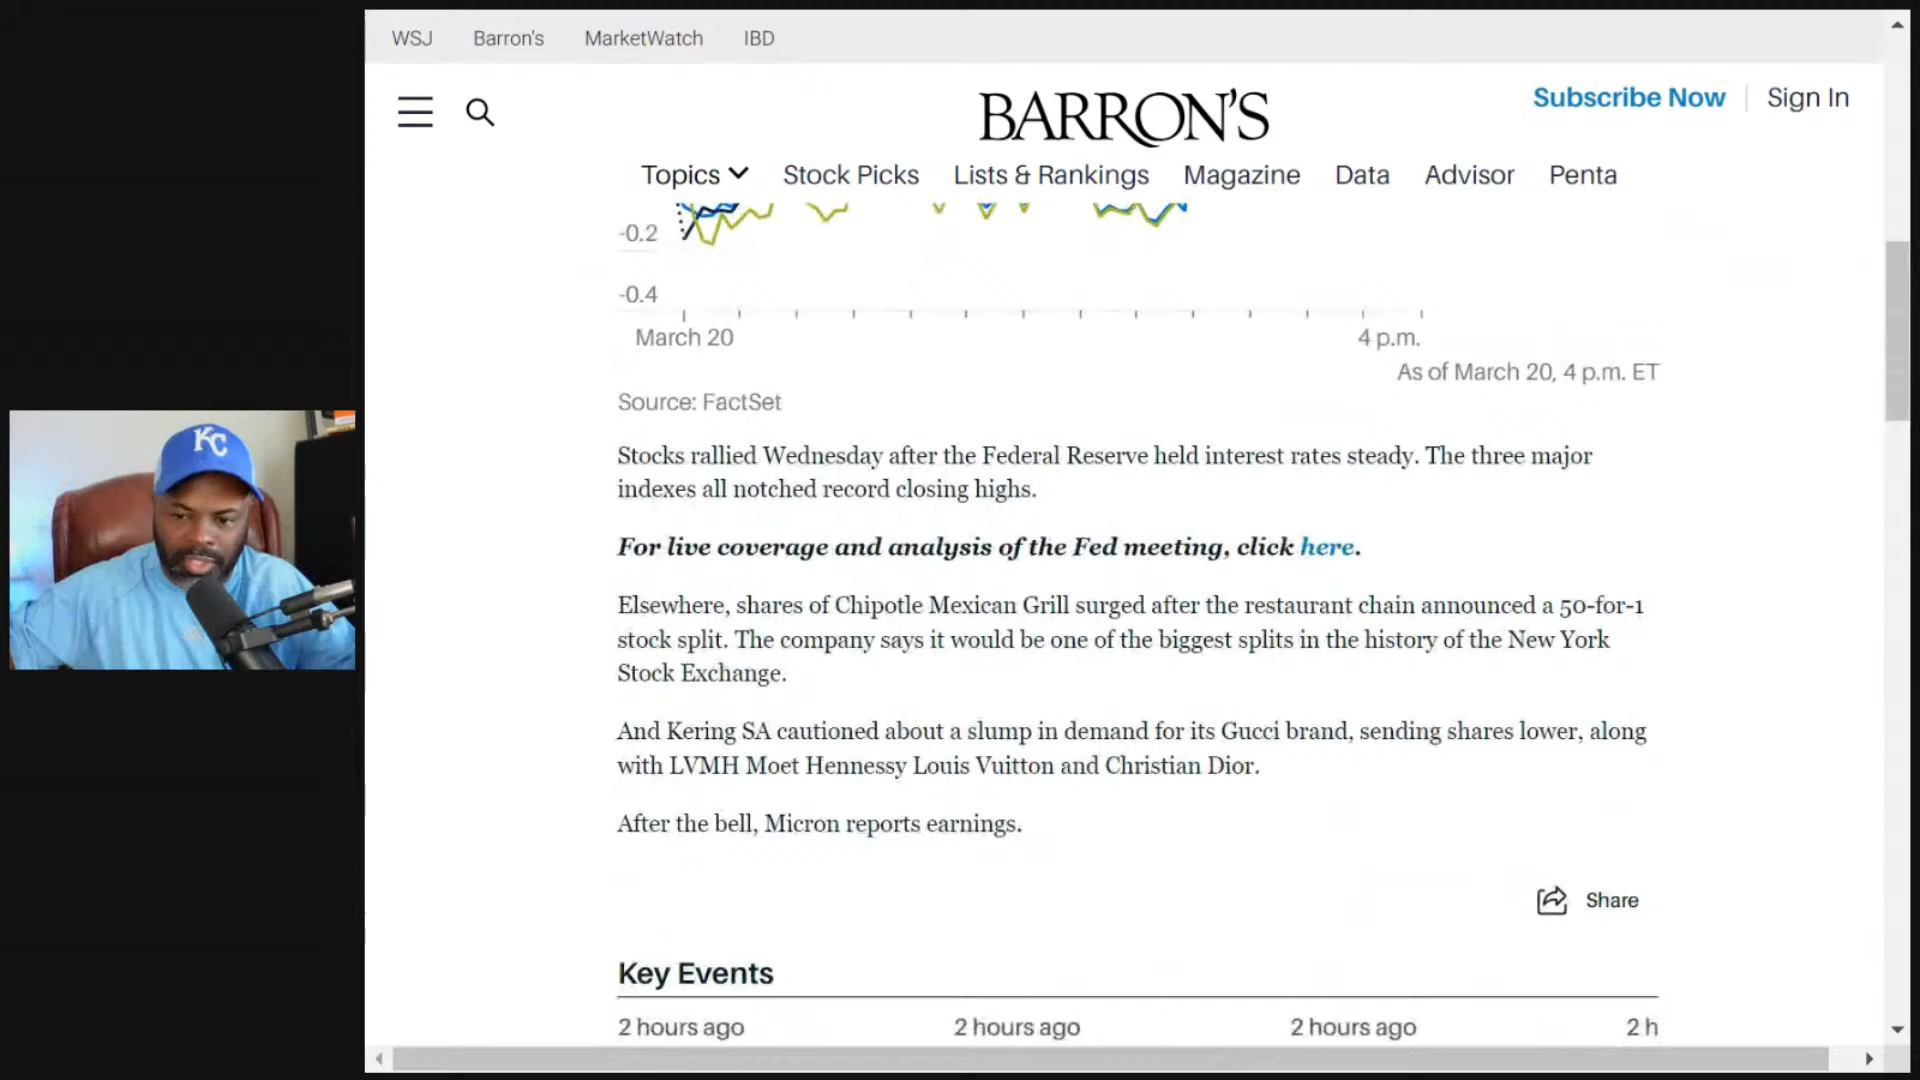 WSJ Barron's MarketWatch IBD
BARRON'S
Subscribe Now Sign In
Topics Stock Picks Lists & Rankings Magazine Data Advisor Penta
-0.2
-0.4
March 20 4 p.m.
As of March 20, 4 p.m. ET
Source: FactSet
Stocks rallied Wednesday after the Federal Reserve held interest rates steady. The three major
indexes all notched record closing highs.
For live coverage and analysis of the Fed meeting, click here.
Elsewhere, shares of Chipotle Mexican Grill surged after the restaurant chain announced a 50-for-1
stock split. The company says it would be one of the biggest splits in the history of the New York
Stock Exchange.
And Kering SA cautioned about a slump in demand for its Gucci brand, sending shares lower, along
with LVMH Moet Hennessy Louis Vuitton and Christian Dior.
After the bell, Micron reports earnings.
Share
Key Events
2 hours ago 2 hours ago 2 hours ago 2 h
KC